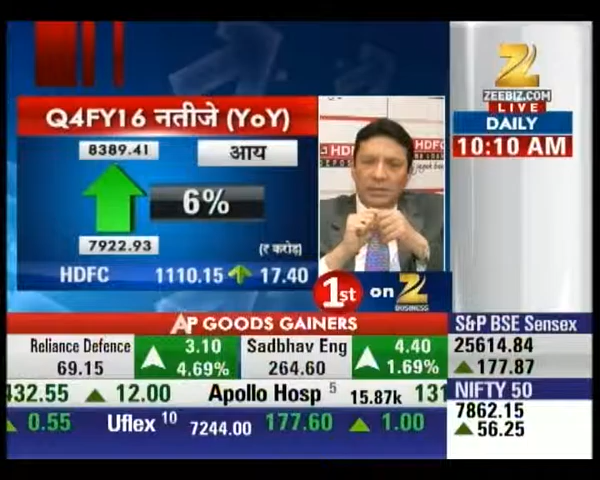 Q4FY16 नतीजे (YoY)
8389.41
आय
6%
7922.93
(₹ करोड़)
HDFC 1110.15 17.40
HDFC
HDFC
1st on Z
BUSINESS
ZEEBIZ.COM
LIVE
DAILY
10:10 AM
AP GOODS GAINERS
Reliance Defence 3.10
69.15 4.69%
Sadbhav Eng 4.40
264.60 1.69%
432.55 12.00 Apollo Hosp 5 15.87k 131
0.55 Uflex 10 7244.00 177.60 1.00
S&P BSE Sensex
25614.84
177.87
NIFTY 50
7862.15
56.25